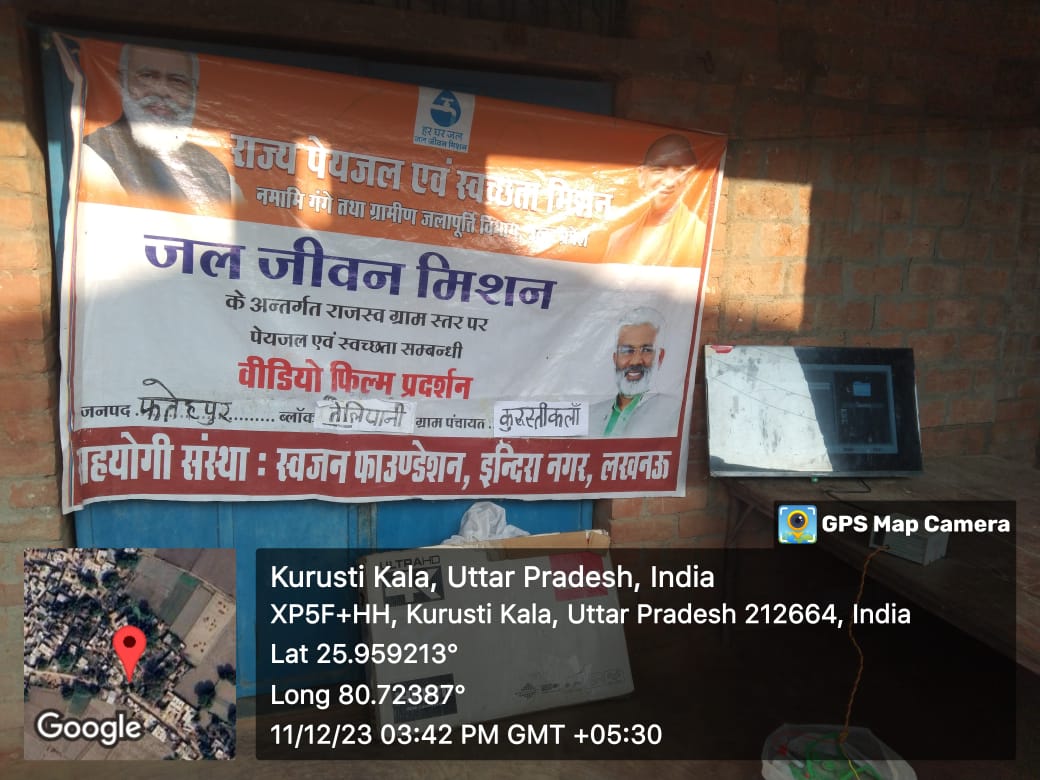 हर घर जल
जल जीवन मिशन
राज्य पेयजल एवं स्वच्छता मिशन
नमामि गंगे तथा ग्रामीण जलापूर्ति विभाग, उत्तर प्रदेश
जल जीवन मिशन
के अन्तर्गत राजस्व ग्राम स्तर पर
पेयजल एवं स्वच्छता सम्बन्धी
वीडियो फिल्म प्रदर्शन
जनपद फतेहपुर ब्लॉक तेलियानी ग्राम पंचायत कुरस्तीकलाँ
सहयोगी संस्था : स्वजन फाउण्डेशन, इन्दिरा नगर, लखनऊ
ULTRAHD
GPS Map Camera
Kurusti Kala, Uttar Pradesh, India
XP5F+HH, Kurusti Kala, Uttar Pradesh 212664, India
Lat 25.959213°
Long 80.72387°
11/12/23 03:42 PM GMT +05:30
Google